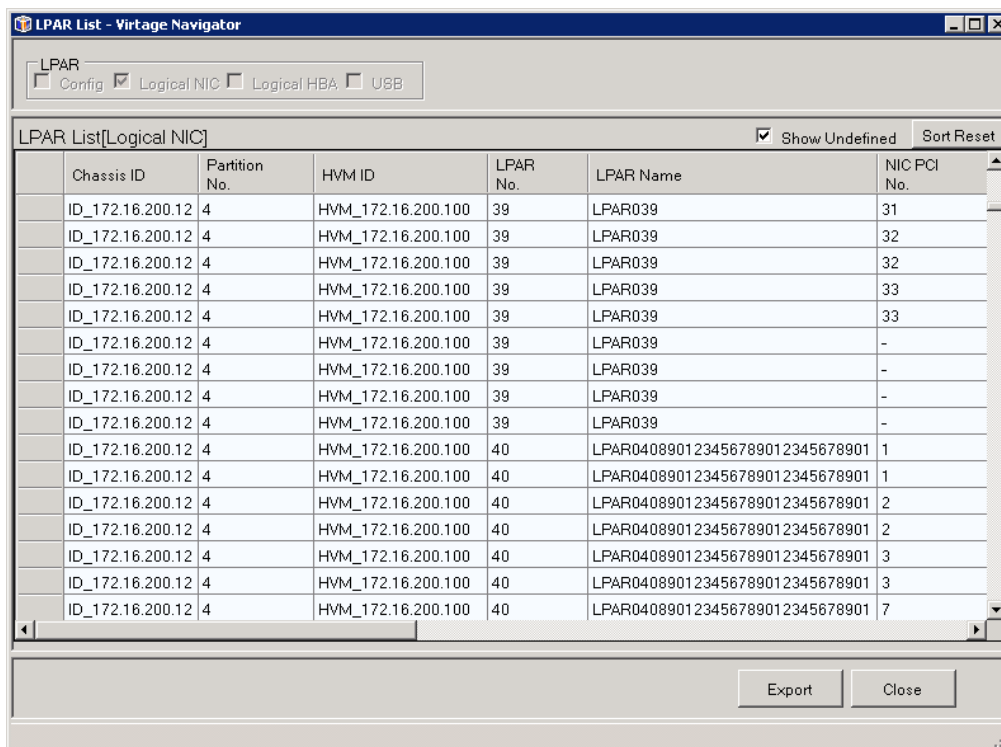 LPAR List - Virtage Navigator
LPAR
Config Logical NIC Logical HBA USB
LPAR List[Logical NIC] Show Undefined Sort Reset
Chassis ID Partition No. HVM ID LPAR No. LPAR Name NIC PCI No.
ID_172.16.200.12 4 HVM_172.16.200.100 39 LPAR039 31
ID_172.16.200.12 4 HVM_172.16.200.100 39 LPAR039 32
ID_172.16.200.12 4 HVM_172.16.200.100 39 LPAR039 32
ID_172.16.200.12 4 HVM_172.16.200.100 39 LPAR039 33
ID_172.16.200.12 4 HVM_172.16.200.100 39 LPAR039 33
ID_172.16.200.12 4 HVM_172.16.200.100 39 LPAR039 -
ID_172.16.200.12 4 HVM_172.16.200.100 39 LPAR039 -
ID_172.16.200.12 4 HVM_172.16.200.100 39 LPAR039 -
ID_172.16.200.12 4 HVM_172.16.200.100 39 LPAR039 -
ID_172.16.200.12 4 HVM_172.16.200.100 40 LPAR040890123456789012345678901 1
ID_172.16.200.12 4 HVM_172.16.200.100 40 LPAR040890123456789012345678901 1
ID_172.16.200.12 4 HVM_172.16.200.100 40 LPAR040890123456789012345678901 2
ID_172.16.200.12 4 HVM_172.16.200.100 40 LPAR040890123456789012345678901 2
ID_172.16.200.12 4 HVM_172.16.200.100 40 LPAR040890123456789012345678901 3
ID_172.16.200.12 4 HVM_172.16.200.100 40 LPAR040890123456789012345678901 3
ID_172.16.200.12 4 HVM_172.16.200.100 40 LPAR040890123456789012345678901 7
Export Close